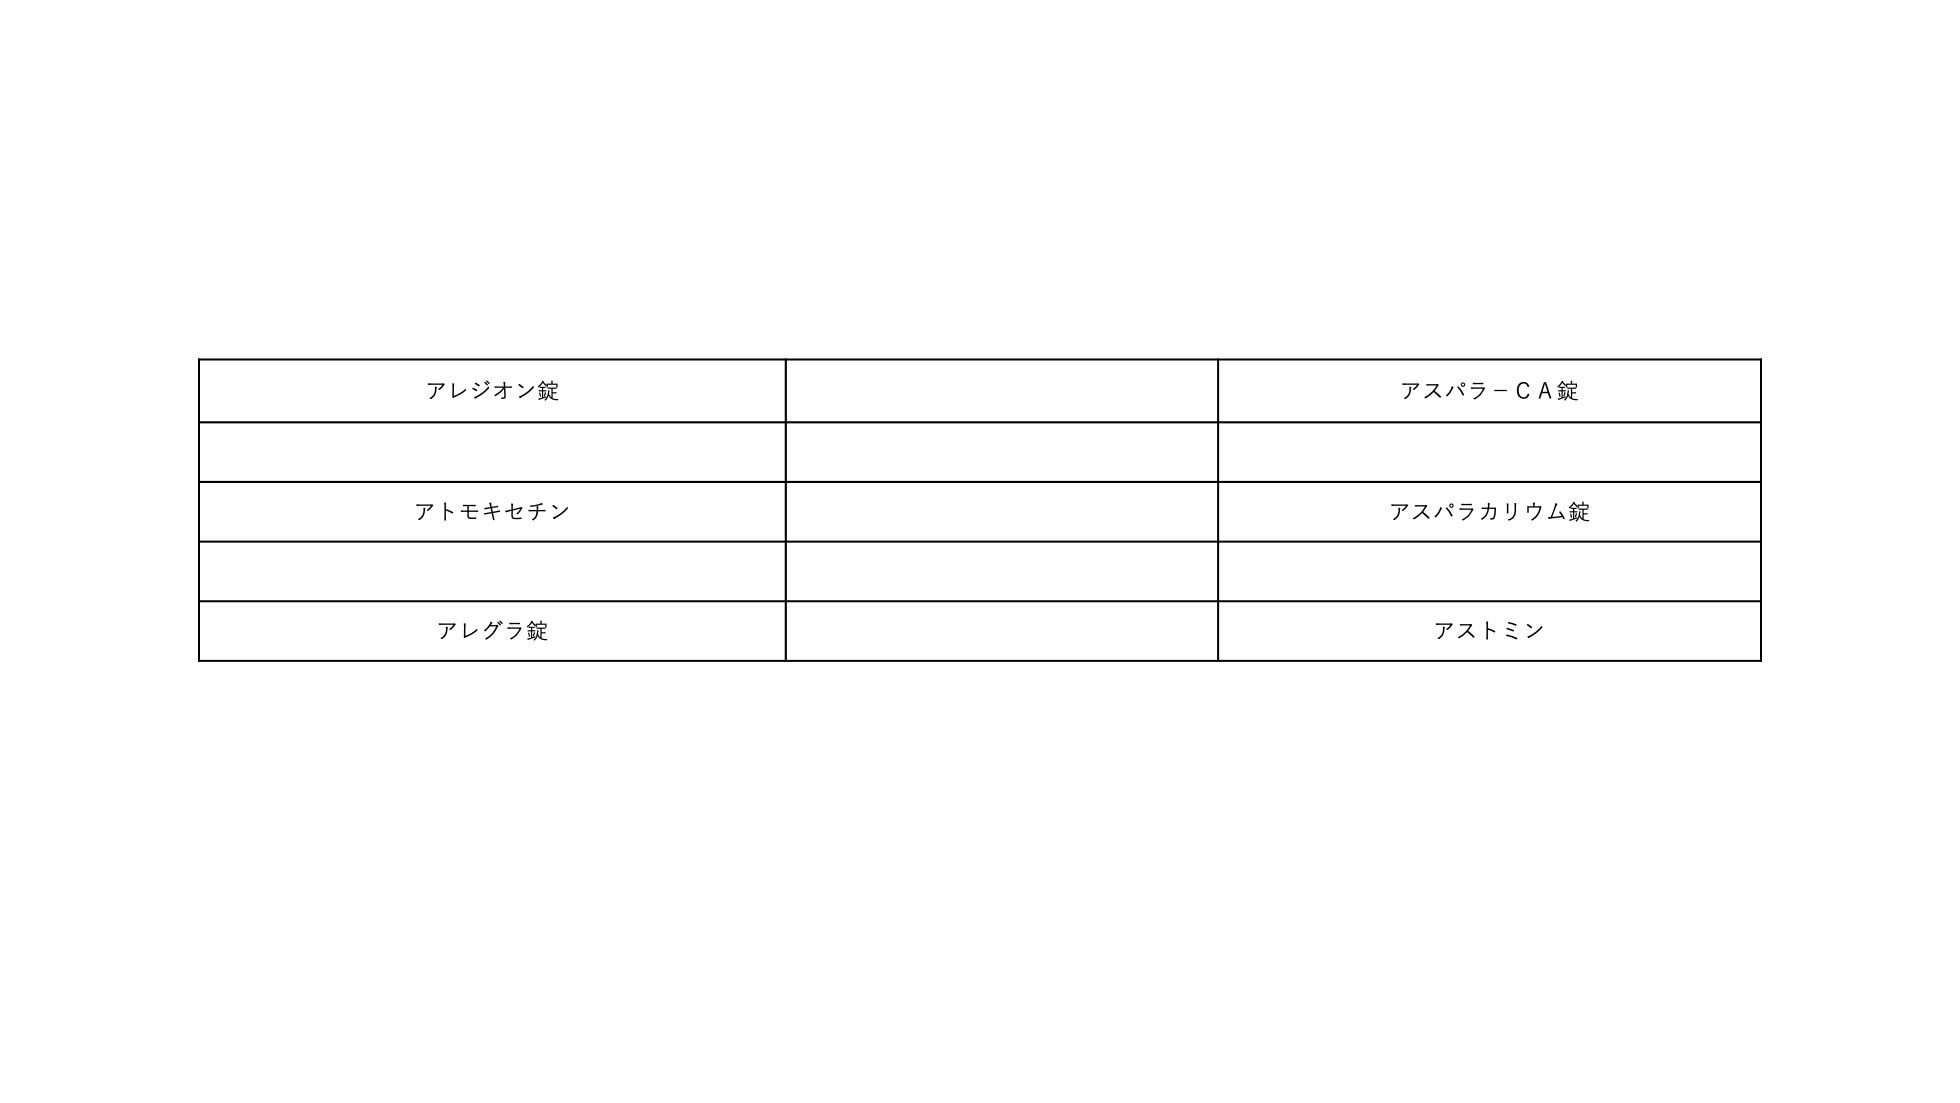 アレジオン錠
アスパラ－ＣＡ錠
アトモキセチン
アスパラカリウム錠
アレグラ錠
アストミン